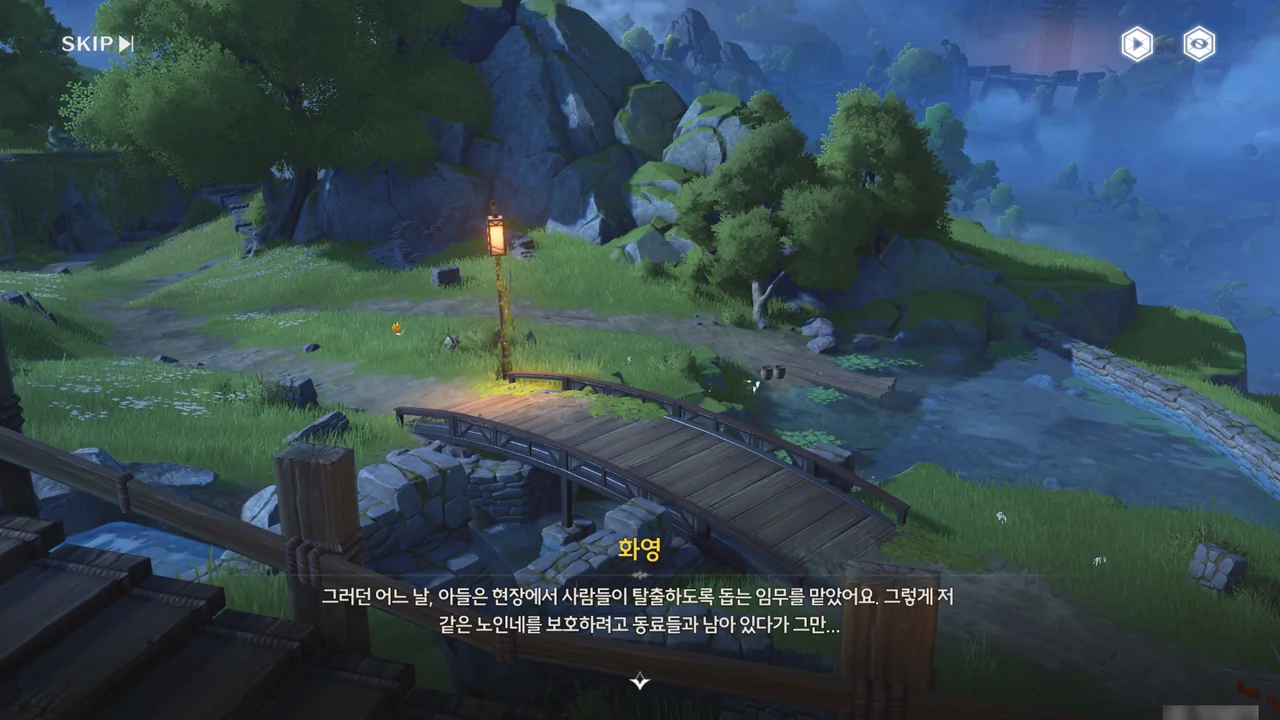 SKIP
화영
그러던 어느 날, 아들은 현장에서 사람들이 탈출하도록 돕는 임무를 맡았어요. 그렇게 저
같은 노인네를 보호하려고 동료들과 남아 있다가 그만...